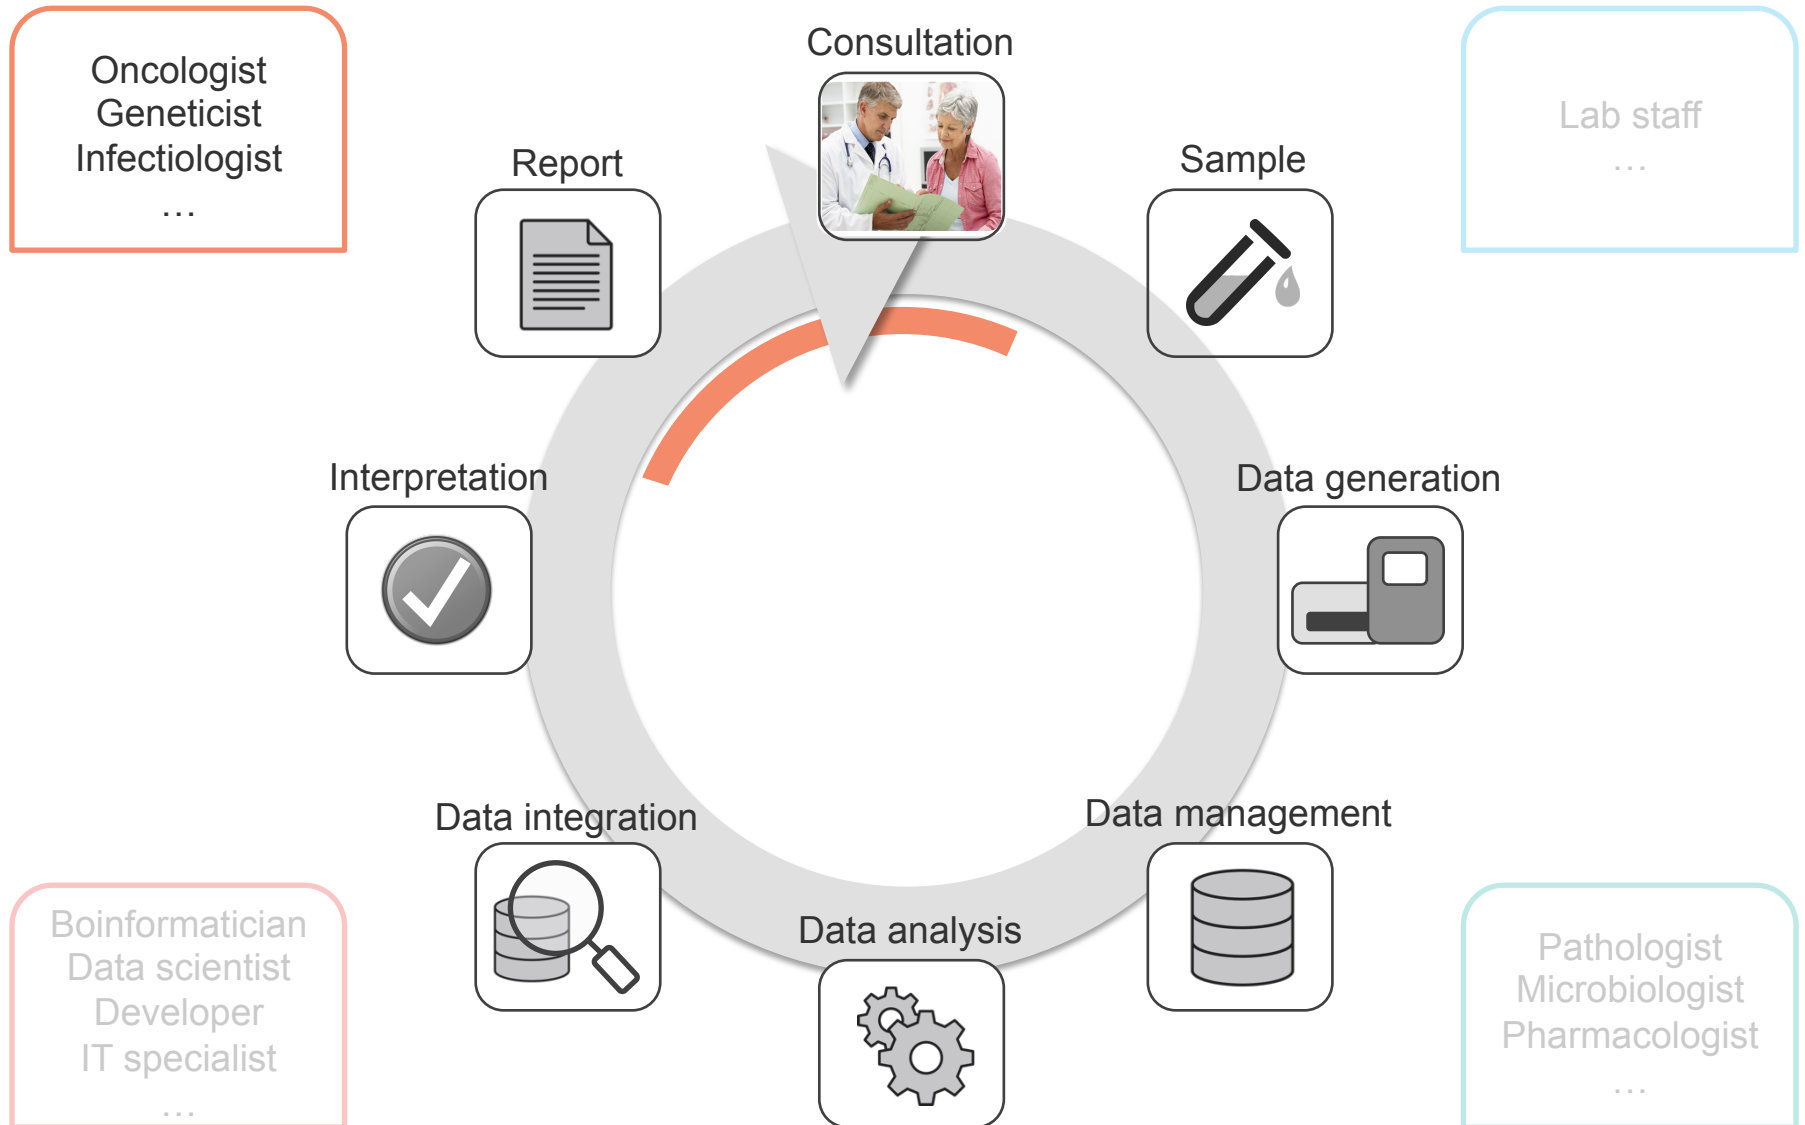 Oncologist
Geneticist
Infectiologist
…
Consultation
Lab staff
…
Report
Sample
Interpretation
Data generation
Data integration
Data management
Data analysis
Boinformatician
Data scientist
Developer
IT specialist
…
Pathologist
Microbiologist
Pharmacologist
…